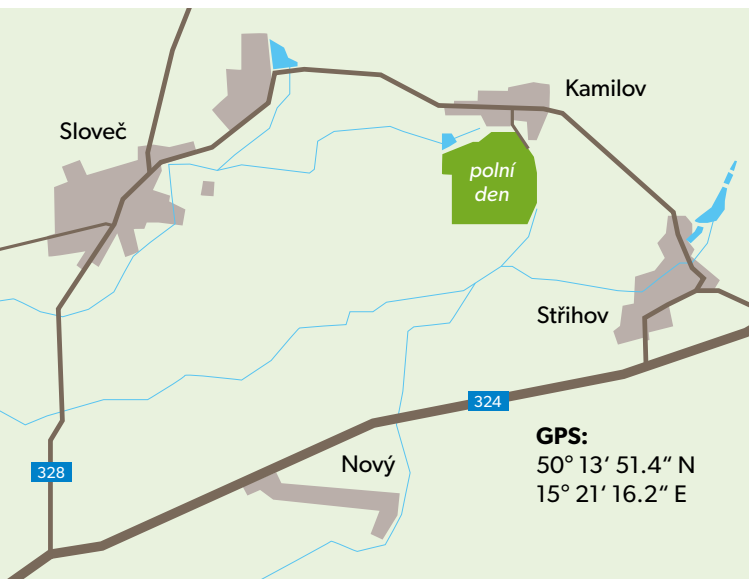 Kamilov
Sloveč
polní
den
Střihov
324
GPS:
50° 13‘ 51.4“ N
15° 21‘ 16.2“ E
Nový
328